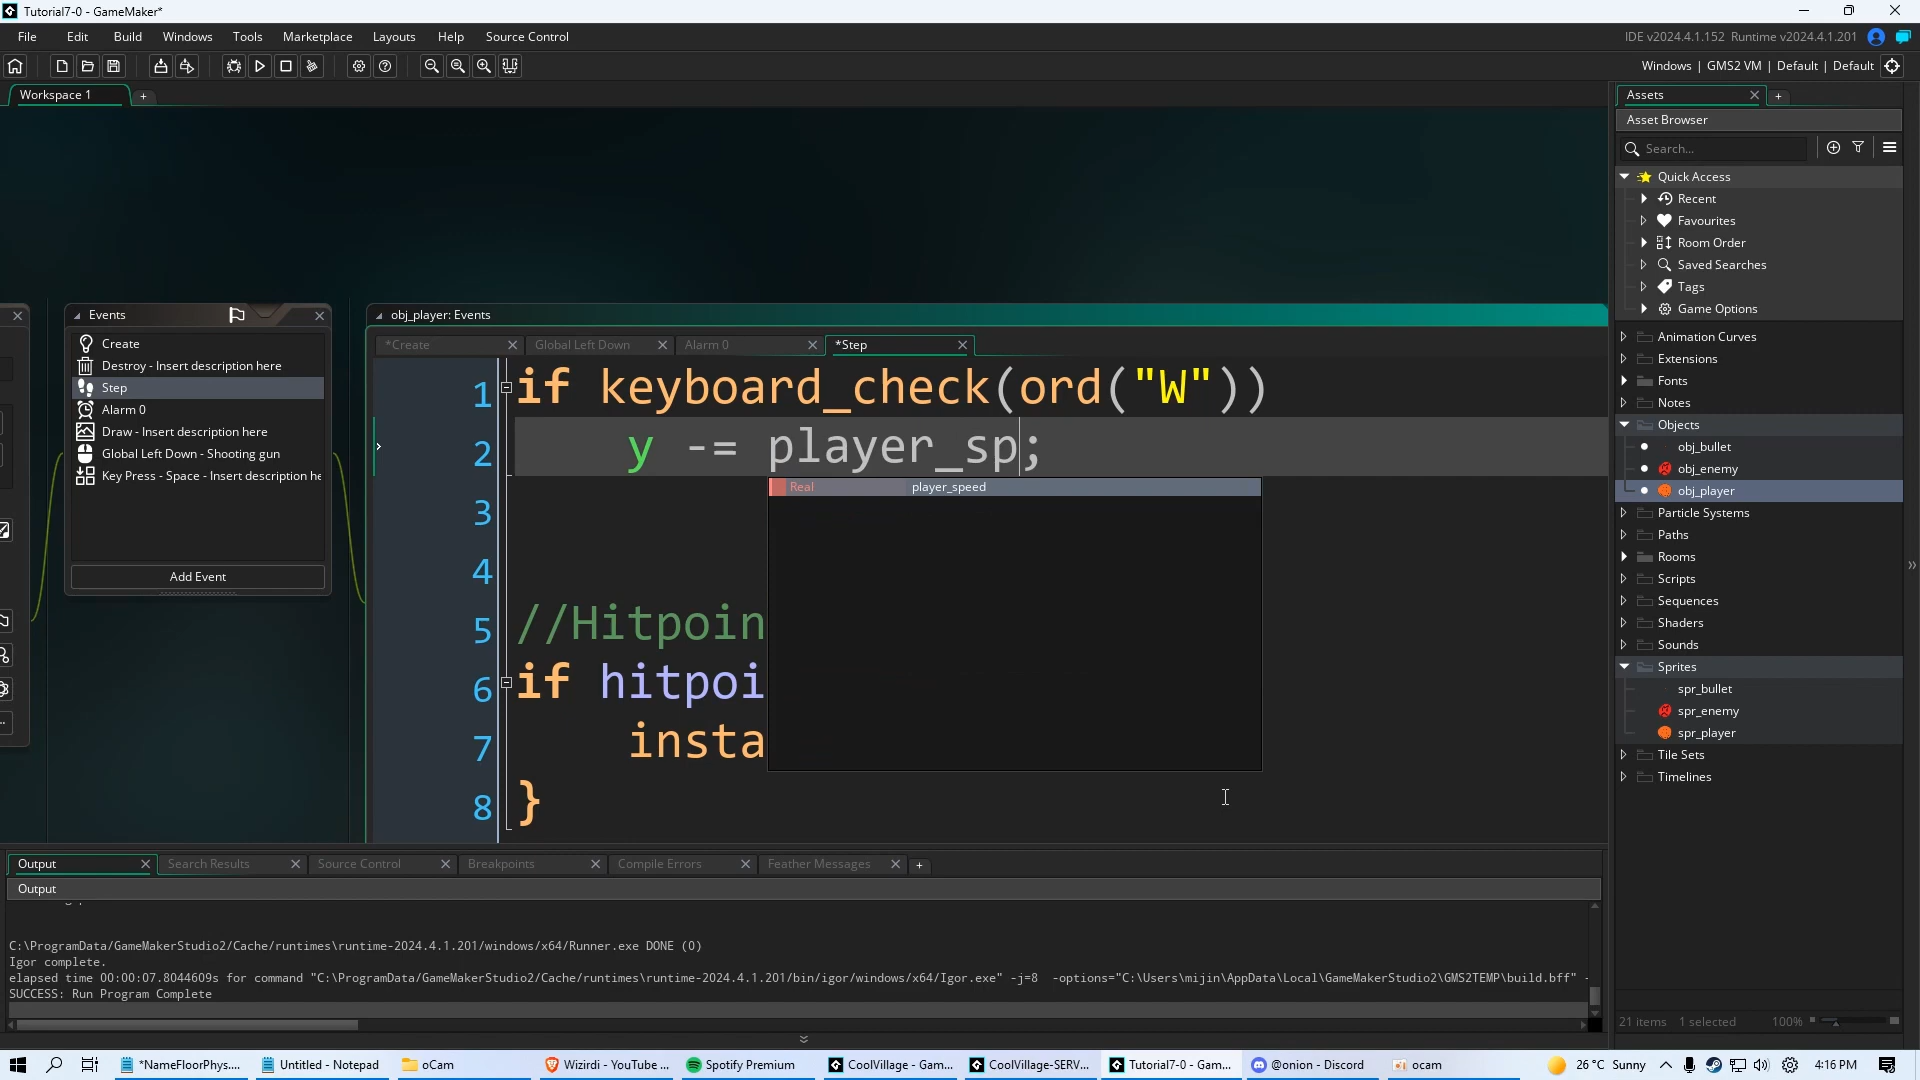 Tutorial7-0 - GameMaker*
File Edit Build Windows Tools Marketplace Layouts Help Source Control
IDE v2024.4.1.152 Runtime v2024.4.1.201
Windows | GMS2 VM | Default | Default
Workspace 1
Assets
Asset Browser
Search...
Quick Access
Recent
Favourites
Room Order
Saved Searches
Tags
Game Options
Animation Curves
Extensions
Fonts
Notes
Objects
obj_bullet
obj_enemy
obj_player
Particle Systems
Paths
Rooms
Scripts
Sequences
Shaders
Sounds
Sprites
spr_bullet
spr_enemy
spr_player
Tile Sets
Timelines
21 items 1 selected 100%
Events
Create
Destroy - Insert description here
Step
Alarm 0
Draw - Insert description here
Global Left Down - Shooting gun
Key Press - Space - Insert description he
Add Event
obj_player: Events
*Create Global Left Down Alarm 0 *Step
1 if keyboard_check(ord("W"))
2 y -= player_sp;
Real player_speed
3
4
5 //Hitpoin
6 if hitpoi
7 insta
8 }
Output Search Results Source Control Breakpoints Compile Errors Feather Messages
Output
C:\ProgramData/GameMakerStudio2/Cache/runtimes\runtime-2024.4.1.201/windows/x64/Runner.exe DONE (0)
Igor complete.
elapsed time 00:00:07.8044609s for command "C:\ProgramData/GameMakerStudio2/Cache/runtimes\runtime-2024.4.1.201/bin/igor/windows/x64/Igor.exe" -j=8 -options="C:\Users\mijin\AppData\Local\GameMakerStudio2\GMS2TEMP\build.bff" -
SUCCESS: Run Program Complete
*NameFloorPhys.... Untitled - Notepad oCam Wizirdi - YouTube ... Spotify Premium CoolVillage - Gam... CoolVillage-SERV... Tutorial7-0 - Gam... @onion - Discord ocam 26°C Sunny 4:16 PM